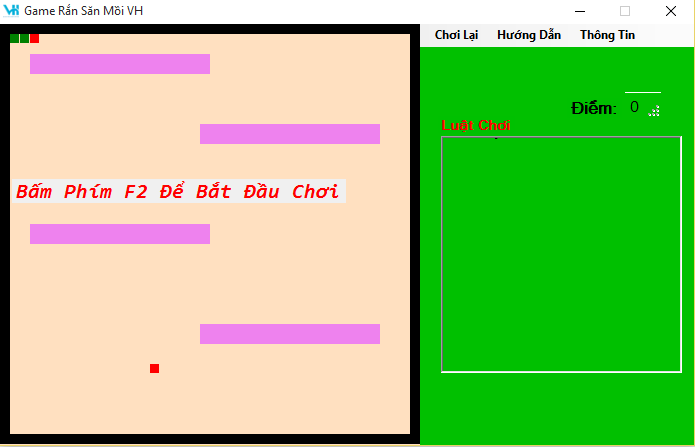 VH Game Rắn Săn Mồi VH
Chơi Lại Hướng Dẫn Thông Tin
Điểm: 0
Luật Chơi
Bấm Phím F2 Để Bắt Đầu Chơi